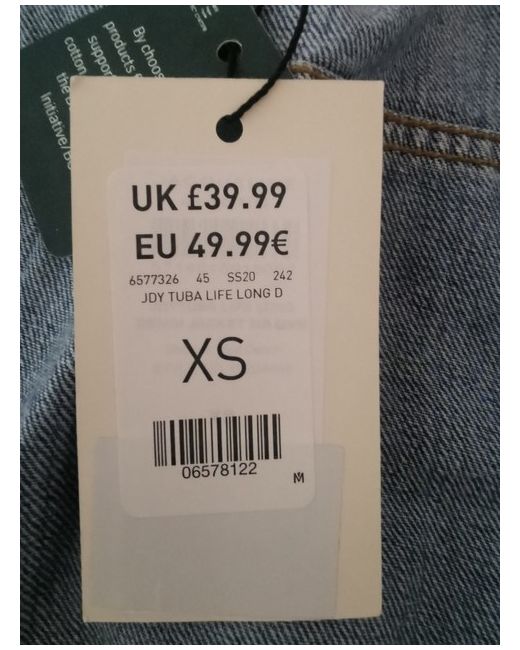 By choos
products
suppor
cotton
the B
Initiative/B
UK £39.99
EU 49.99€
6577326 45 SS20 242
JDY TUBA LIFE LONG D
XS
06578122
M